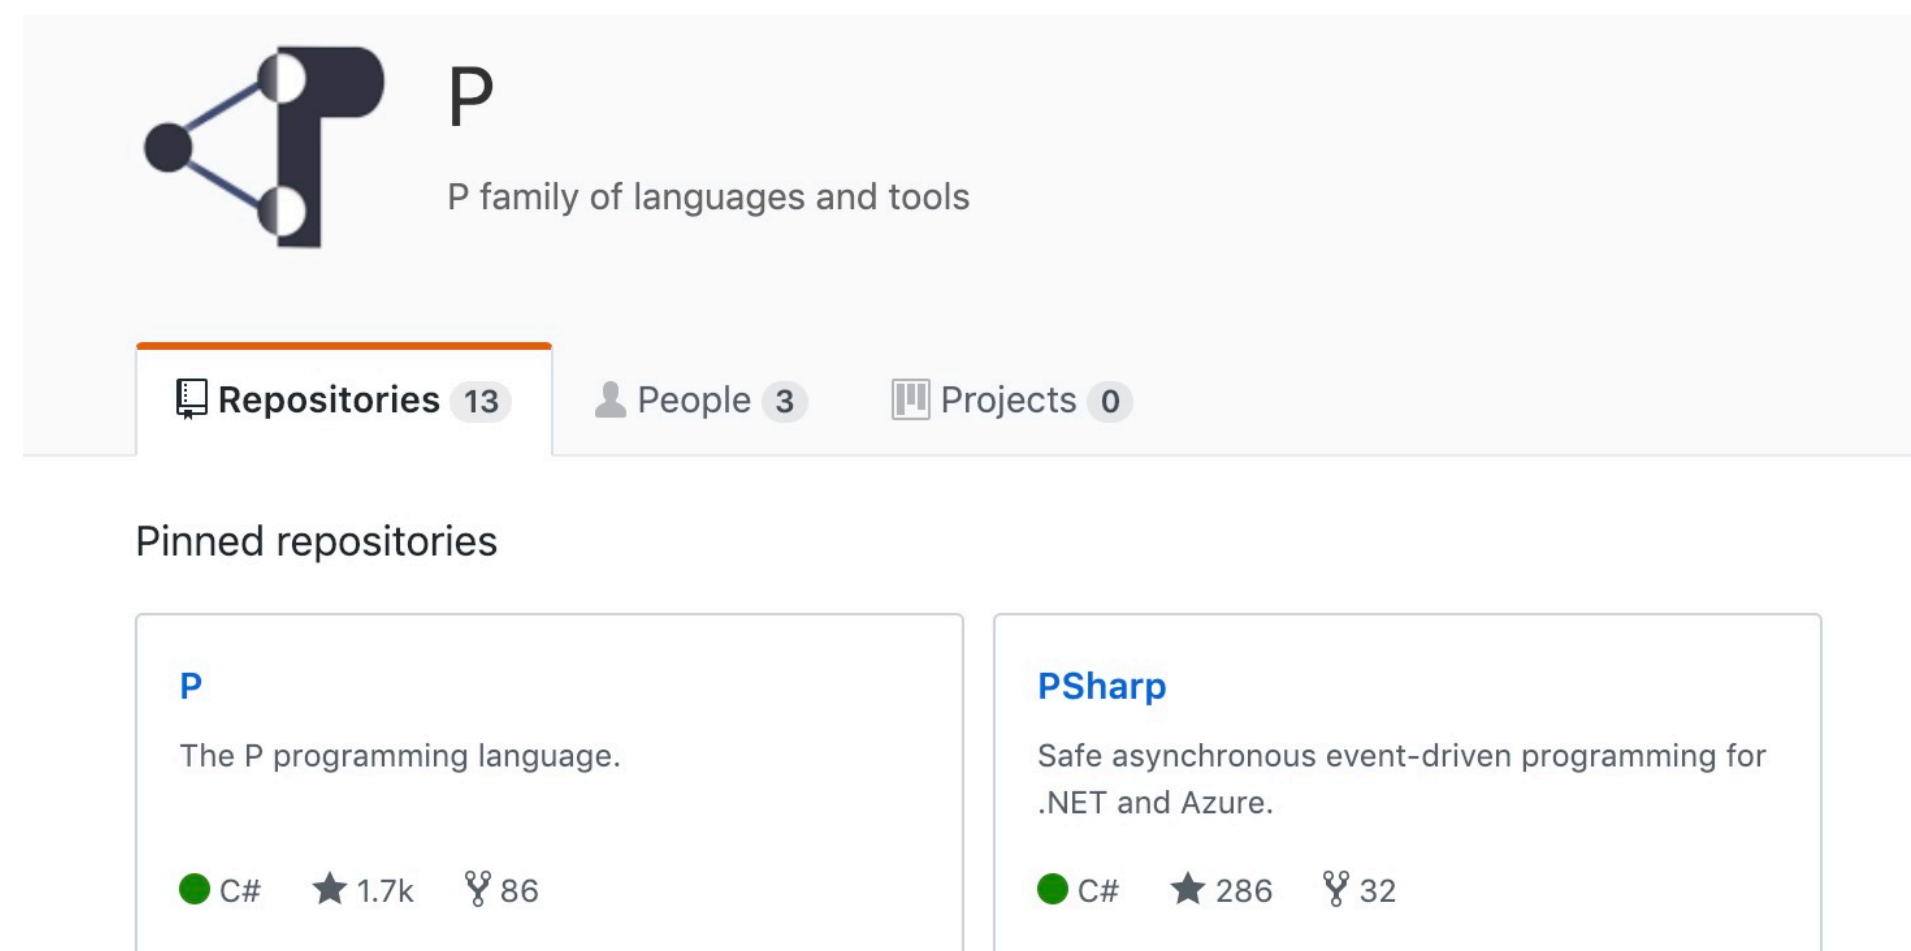 P
P family of languages and tools
Repositories 13 People 3 Projects 0
Pinned repositories
P
The P programming language.
C# 1.7k 86
PSharp
Safe asynchronous event-driven programming for
.NET and Azure.
C# 286 32